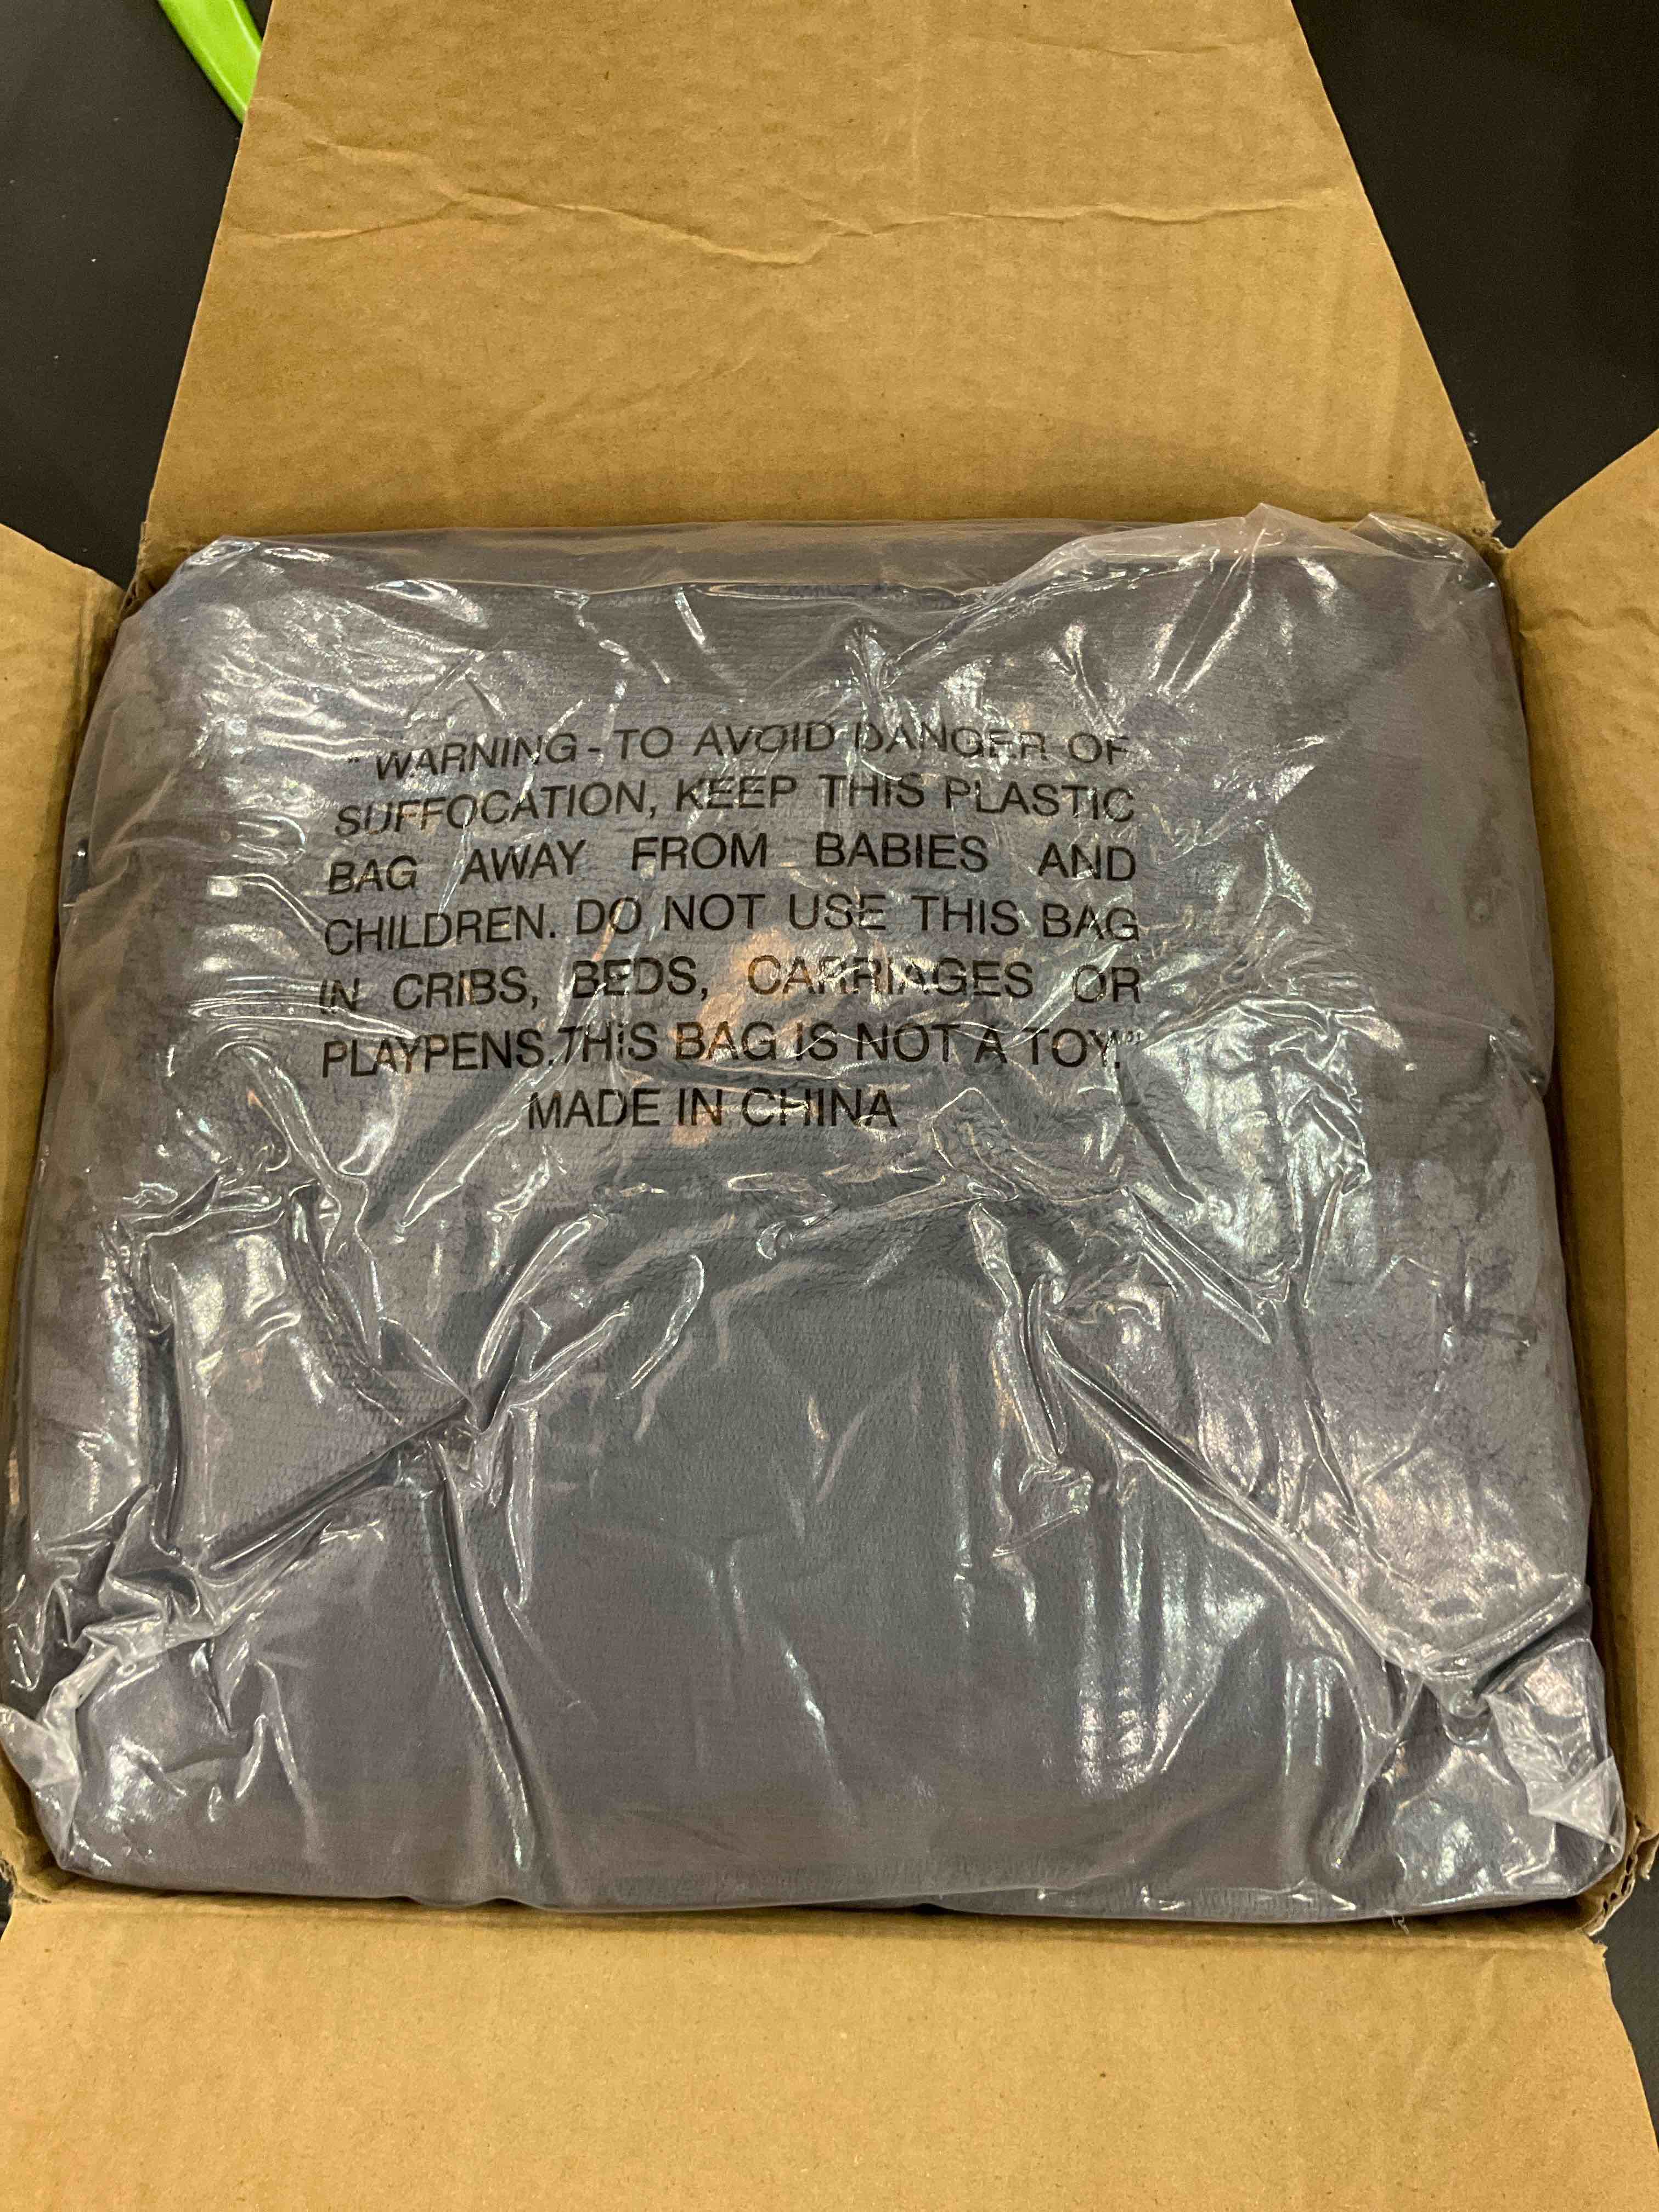 "WARNING - TO AVOID DANGER OF
SUFFOCATION, KEEP THIS PLASTIC
BAG AWAY FROM BABIES AND
CHILDREN. DO NOT USE THIS BAG
IN CRIBS, BEDS, CARRIAGES OR
PLAYPENS.THIS BAG IS NOT A TOY."
MADE IN CHINA